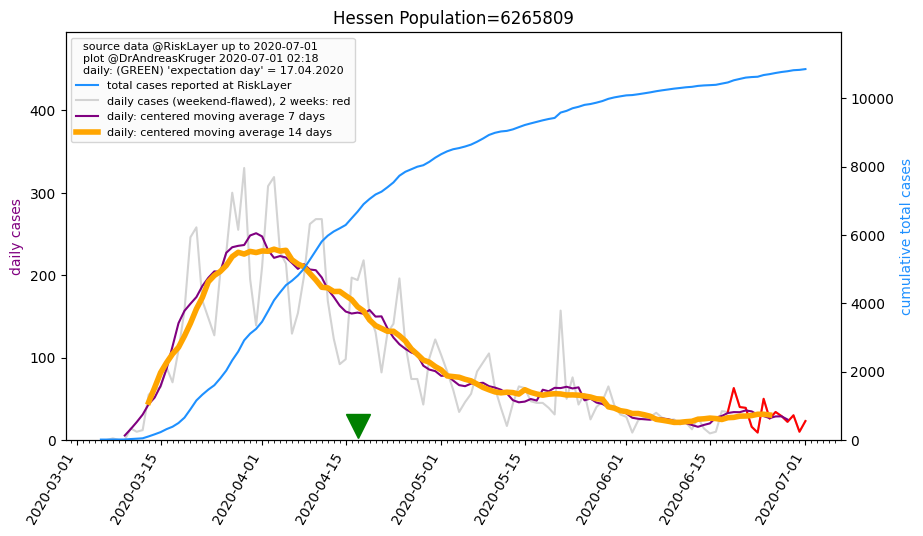 Hessen Population=6265809
source data @RiskLayer up to 2020-07-01
plot @DrAndreasKruger 2020-07-01 02:18
daily: (GREEN) 'expectation day' = 17.04.2020
total cases reported at RiskLayer
daily cases (weekend-flawed), 2 weeks: red
daily: centered moving average 7 days
daily: centered moving average 14 days
daily cases
400
300
200
100
0
cumulative total cases
10000
8000
6000
4000
2000
0
2020-03-01
2020-03-15
2020-04-01
2020-04-15
2020-05-01
2020-05-15
2020-06-01
2020-06-15
2020-07-01